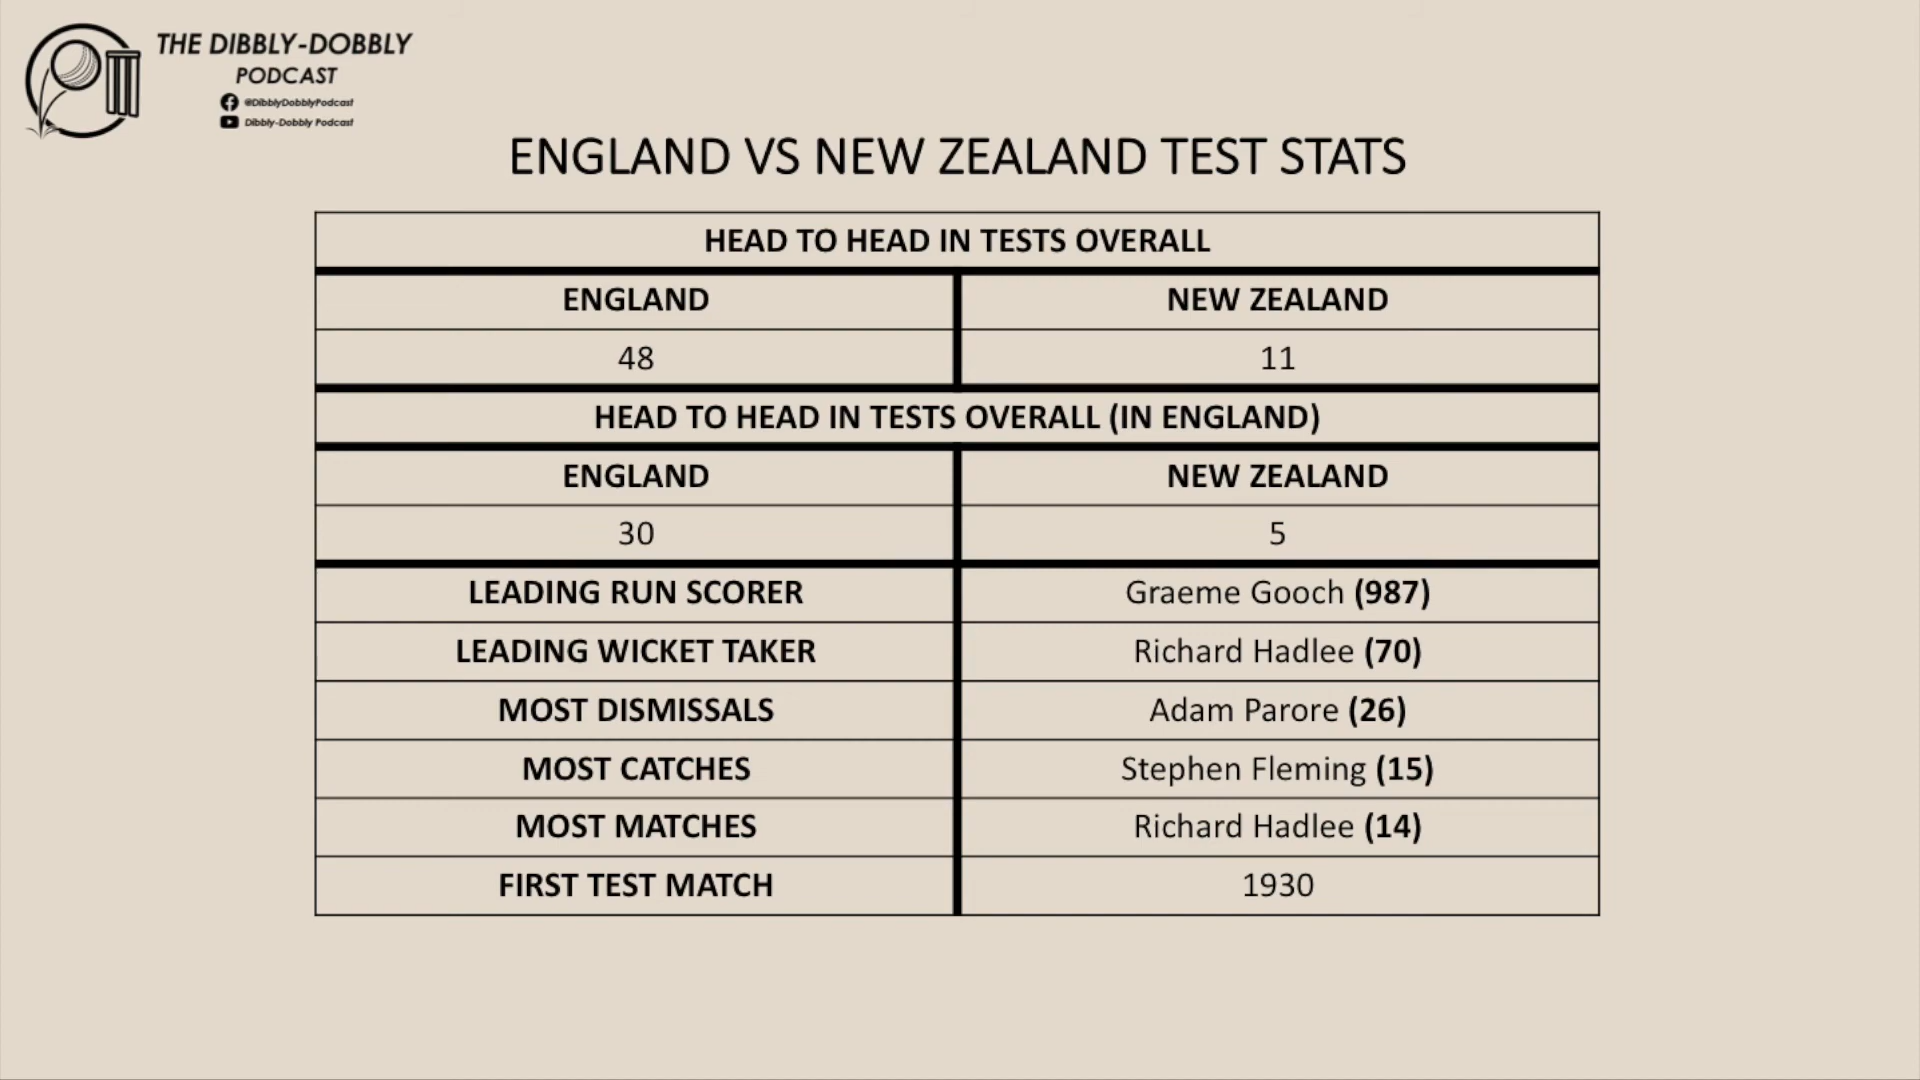 THE DIBBLY-DOBBLY
PODCAST
@DibblyDobblyPodcast
Dibbly-Dobbly Podcast
ENGLAND VS NEW ZEALAND TEST STATS
HEAD TO HEAD IN TESTS OVERALL
ENGLAND NEW ZEALAND
48 11
HEAD TO HEAD IN TESTS OVERALL (IN ENGLAND)
ENGLAND NEW ZEALAND
30 5
LEADING RUN SCORER Graeme Gooch (987)
LEADING WICKET TAKER Richard Hadlee (70)
MOST DISMISSALS Adam Parore (26)
MOST CATCHES Stephen Fleming (15)
MOST MATCHES Richard Hadlee (14)
FIRST TEST MATCH 1930